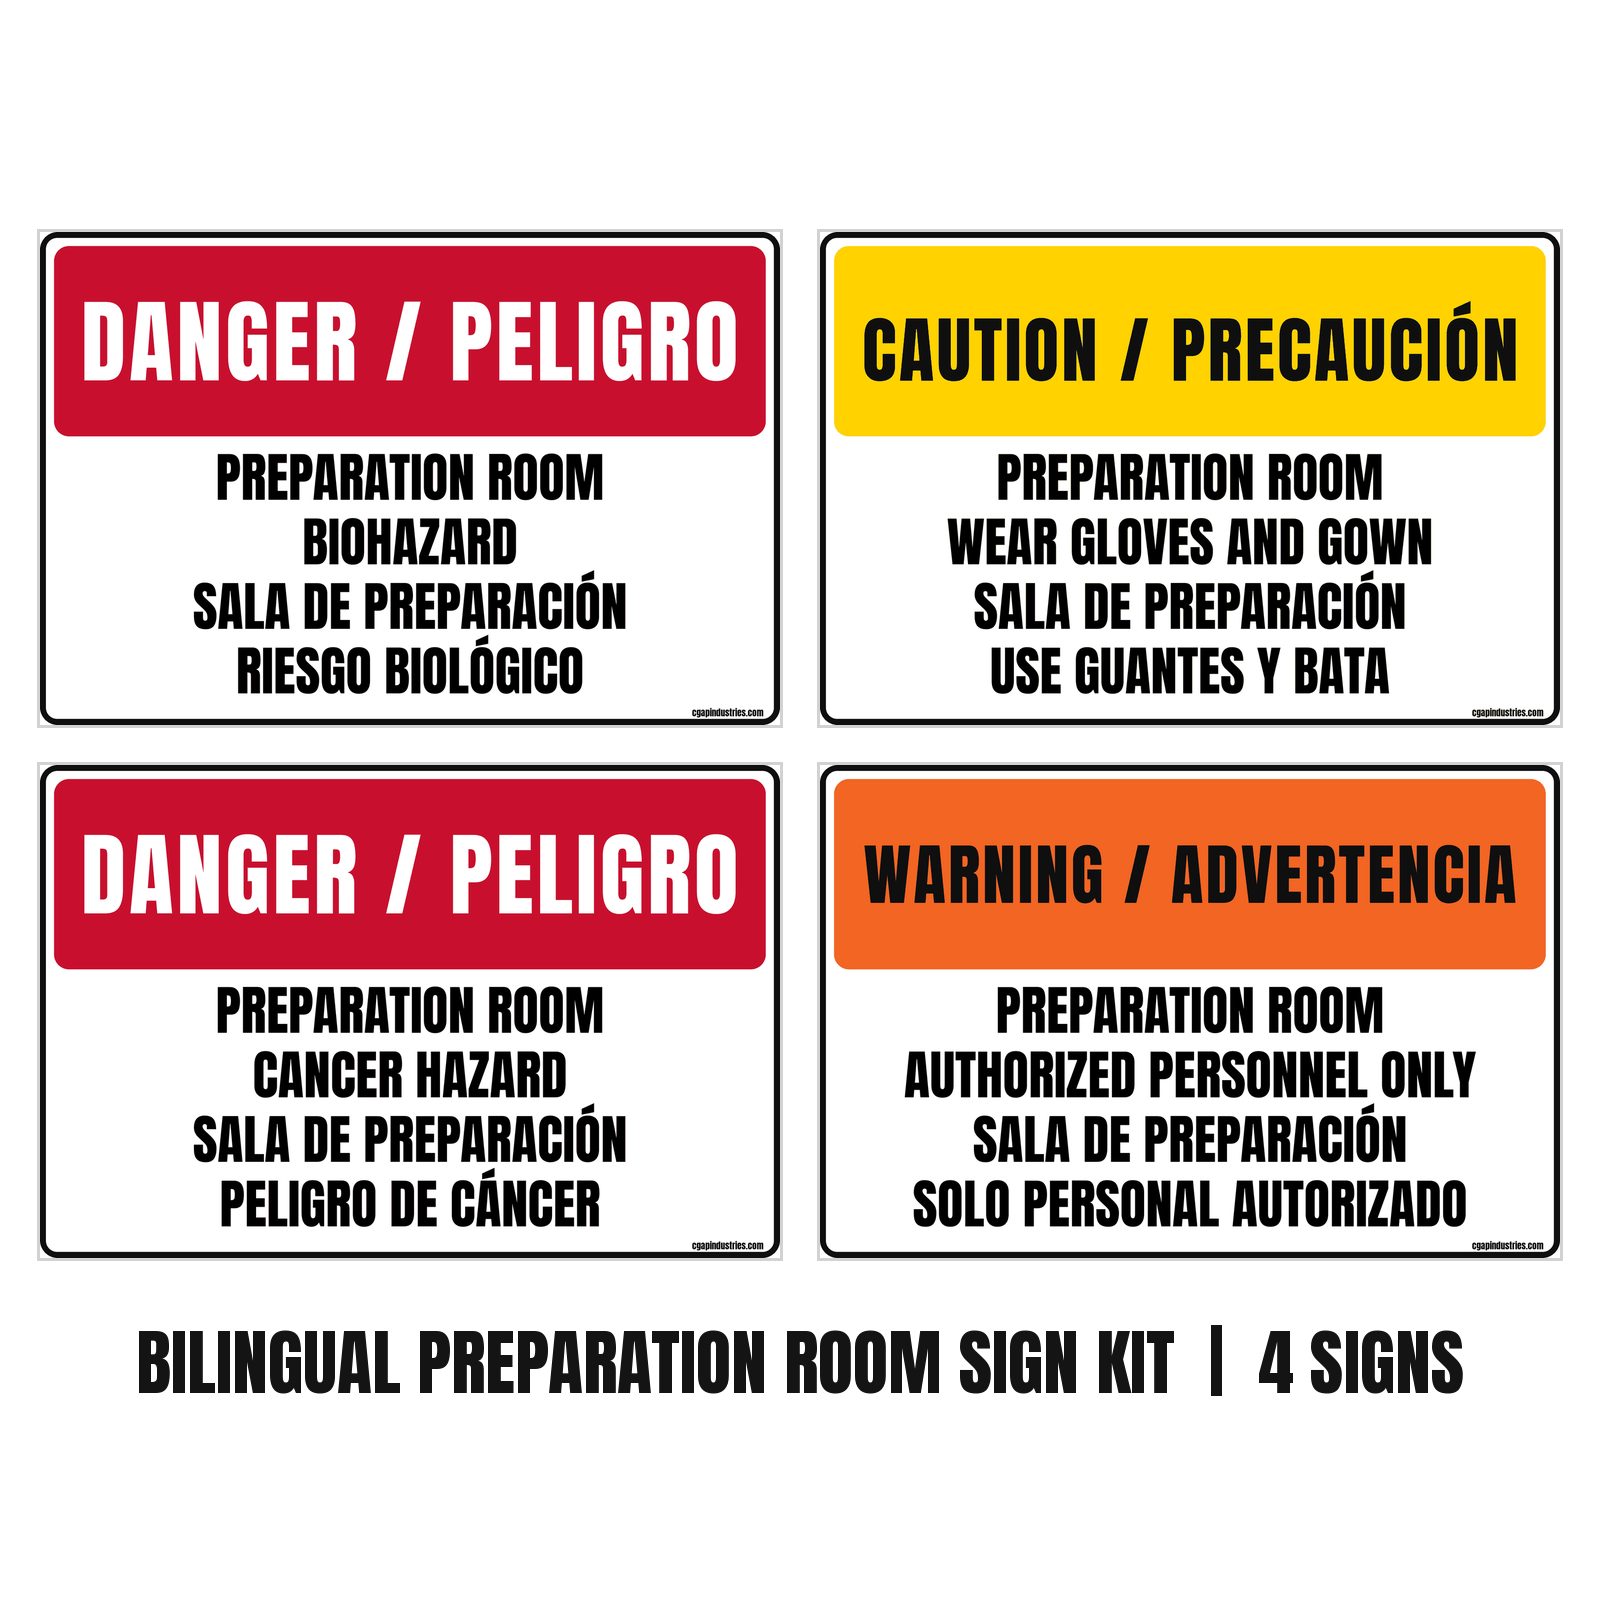 DANGER / PELIGRO
PREPARATION ROOM
BIOHAZARD
SALA DE PREPARACIÓN
RIESGO BIOLÓGICO
cgapindustries.com
CAUTION / PRECAUCIÓN
PREPARATION ROOM
WEAR GLOVES AND GOWN
SALA DE PREPARACIÓN
USE GUANTES Y BATA
cgapindustries.com
DANGER / PELIGRO
PREPARATION ROOM
CANCER HAZARD
SALA DE PREPARACIÓN
PELIGRO DE CÁNCER
cgapindustries.com
WARNING / ADVERTENCIA
PREPARATION ROOM
AUTHORIZED PERSONNEL ONLY
SALA DE PREPARACIÓN
SOLO PERSONAL AUTORIZADO
cgapindustries.com
BILINGUAL PREPARATION ROOM SIGN KIT | 4 SIGNS